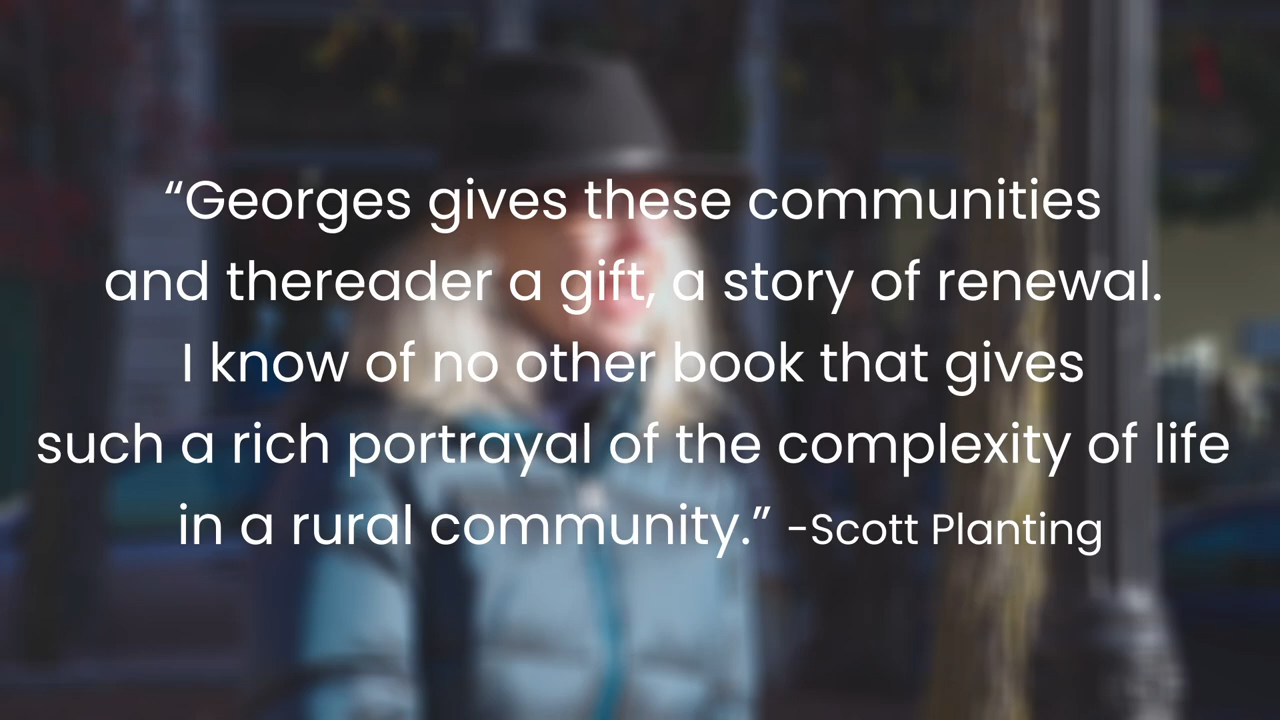 “Georges gives these communities
and thereader a gift, a story of renewal.
I know of no other book that gives
such a rich portrayal of the complexity of life
in a rural community.” -Scott Planting